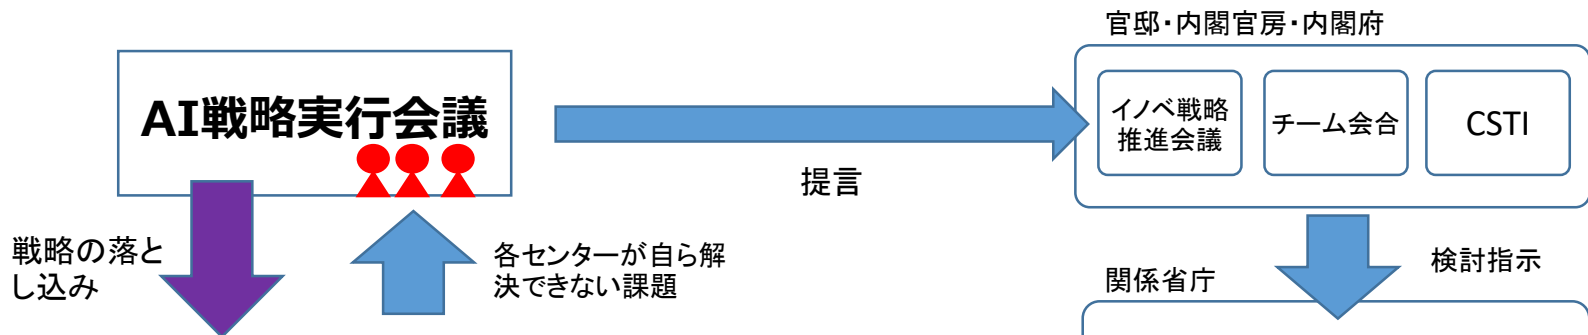 官邸・内閣官房・内閣府
AI戦略実行会議
イノベ戦略
推進会議
チーム会合
CSTI
提言
戦略の落と
し込み
各センターが自ら解
決できない課題
検討指示
関係省庁